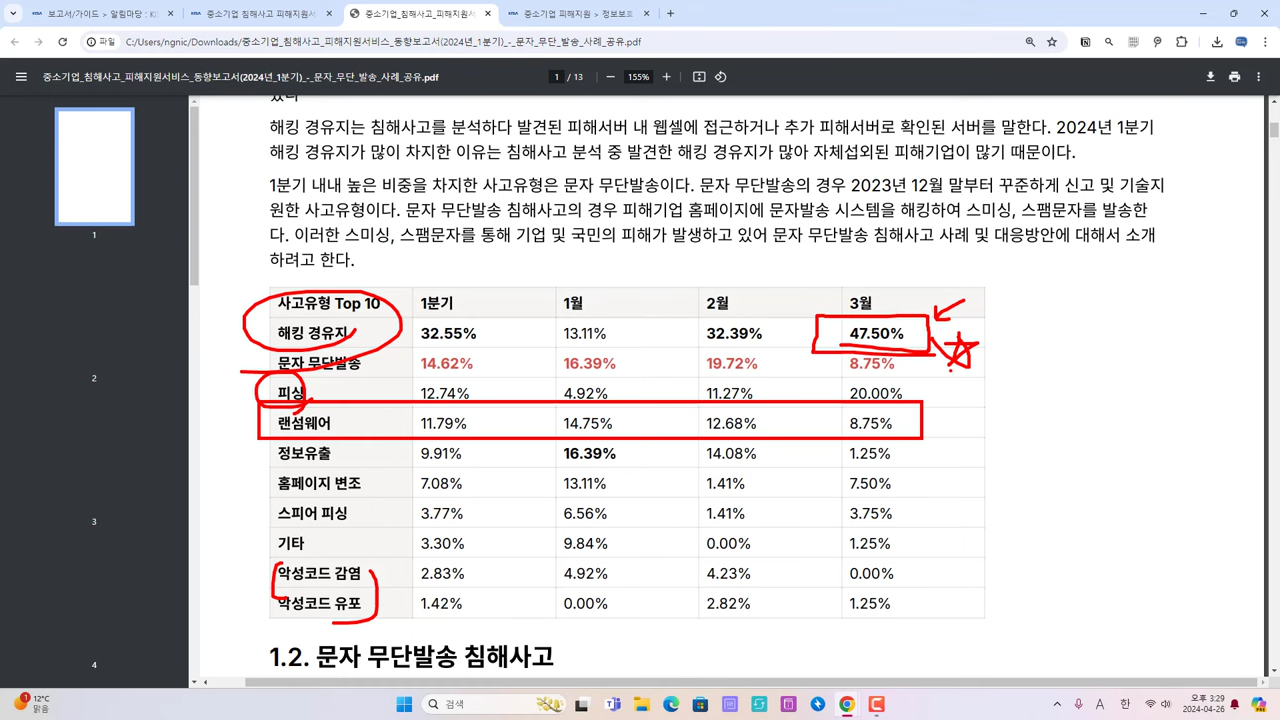 보고서/가이드 > 알림마당 : KI
중소기업 침해사고 피해지원서비
중소기업_침해사고_피해지원서비
중소기업 피해지원 > 정보보호
파일
C:/Users/ngnic/Downloads/중소기업_침해사고_피해지원서비스_동향보고서(2024년_1분기)_-_문자_무단_발송_사례_공유.pdf
중소기업_침해사고_피해지원서비스_동향보고서(2024년_1분기)_-_문자_무단_발송_사례_공유.pdf
1 / 13
155%
있다
해킹 경유지는 침해사고를 분석하다 발견된 피해서버 내 웹셀에 접근하거나 추가 피해서버로 확인된 서버를 말한다. 2024년 1분기
해킹 경유지가 많이 차지한 이유는 침해사고 분석 중 발견한 해킹 경유지가 많아 자체섭외된 피해기업이 많기 때문이다.
1분기 내내 높은 비중을 차지한 사고유형은 문자 무단발송이다. 문자 무단발송의 경우 2023년 12월 말부터 꾸준하게 신고 및 기술지
원한 사고유형이다. 문자 무단발송 침해사고의 경우 피해기업 홈페이지에 문자발송 시스템을 해킹하여 스미싱, 스팸문자를 발송한
다. 이러한 스미싱, 스팸문자를 통해 기업 및 국민의 피해가 발생하고 있어 문자 무단발송 침해사고 사례 및 대응방안에 대해서 소개
하려고 한다.
사고유형 Top 10 1분기 1월 2월 3월
해킹 경유지 32.55% 13.11% 32.39% 47.50%
문자 무단발송 14.62% 16.39% 19.72% 8.75%
피싱 12.74% 4.92% 11.27% 20.00%
랜섬웨어 11.79% 14.75% 12.68% 8.75%
정보유출 9.91% 16.39% 14.08% 1.25%
홈페이지 변조 7.08% 13.11% 1.41% 7.50%
스피어 피싱 3.77% 6.56% 1.41% 3.75%
기타 3.30% 9.84% 0.00% 1.25%
악성코드 감염 2.83% 4.92% 4.23% 0.00%
악성코드 유포 1.42% 0.00% 2.82% 1.25%
1.2. 문자 무단발송 침해사고
1
2
3
4
1
12°C
맑음
검색
A
한
오후 3:29
2024-04-26